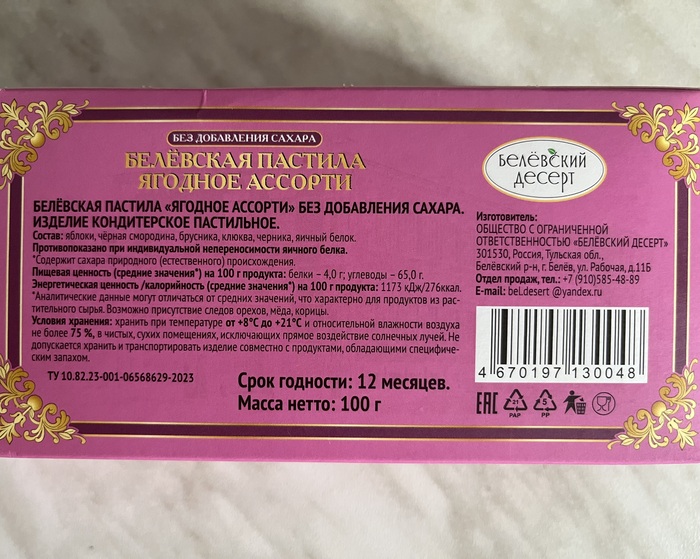 БЕЗ ДОБАВЛЕНИЯ САХАРА
БЕЛЁВСКАЯ ПАСТИЛА
ЯГОДНОЕ АССОРТИ
БЕЛЁВСКАЯ ПАСТИЛА «ЯГОДНОЕ АССОРТИ» БЕЗ ДОБАВЛЕНИЯ САХАРА.
ИЗДЕЛИЕ КОНДИТЕРСКОЕ ПАСТИЛЬНОЕ.
Состав: яблоки, чёрная смородина, брусника, клюква, черника, яичный белок.
Противопоказано при индивидуальной непереносимости яичного белка.
*Содержит сахара природного (естественного) происхождения.
Пищевая ценность (средние значения*) на 100 г продукта: белки – 4,0 г; углеводы – 65,0 г.
Энергетическая ценность /калорийность (средние значения*) на 100 г продукта: 1173 кДж/276ккал.
*Аналитические данные могут отличаться от средних значений, что характерно для продуктов из рас-
тительного сырья. Возможно присутствие следов орехов, мёда, корицы.
Условия хранения: хранить при температуре от +8°С до +21°С и относительной влажности воздуха
не более 75 %, в чистых, сухих помещениях, исключающих прямое воздействие солнечных лучей. Не
допускается хранить и транспортировать изделие совместно с продуктами, обладающими специфиче-
ским запахом.
ТУ 10.82.23-001-06568629-2023
Срок годности: 12 месяцев.
Масса нетто: 100 г
Белёвский
десерт
Изготовитель:
ОБЩЕСТВО С ОГРАНИЧЕННОЙ
ОТВЕТСТВЕННОСТЬЮ «БЕЛЁВСКИЙ ДЕСЕРТ»
301530, Россия, Тульская обл.,
Белёвский р-н, г. Белёв, ул. Рабочая, д.11Б
Отдел продаж.: +7 (910)585-48-89
E-mail: bel.desert @yandex.ru
4 670197 130048
ЕАС
21
PAP
5
PP